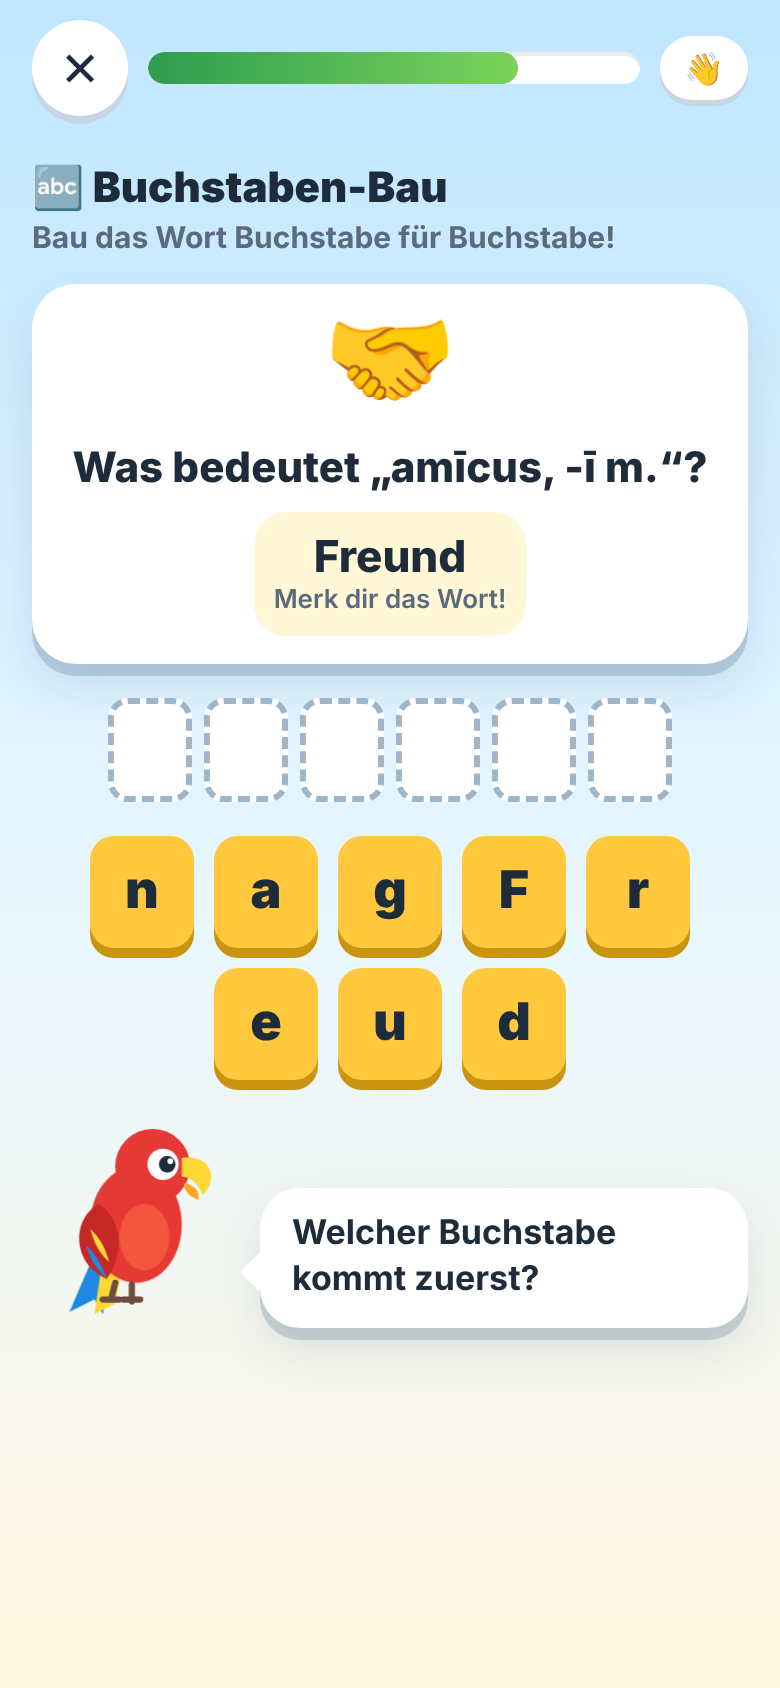 abc Buchstaben-Bau
Bau das Wort Buchstabe für Buchstabe!
Was bedeutet „amīcus, -ī m.“?
Freund
Merk dir das Wort!
n a g F r
e u d
Welcher Buchstabe
kommt zuerst?